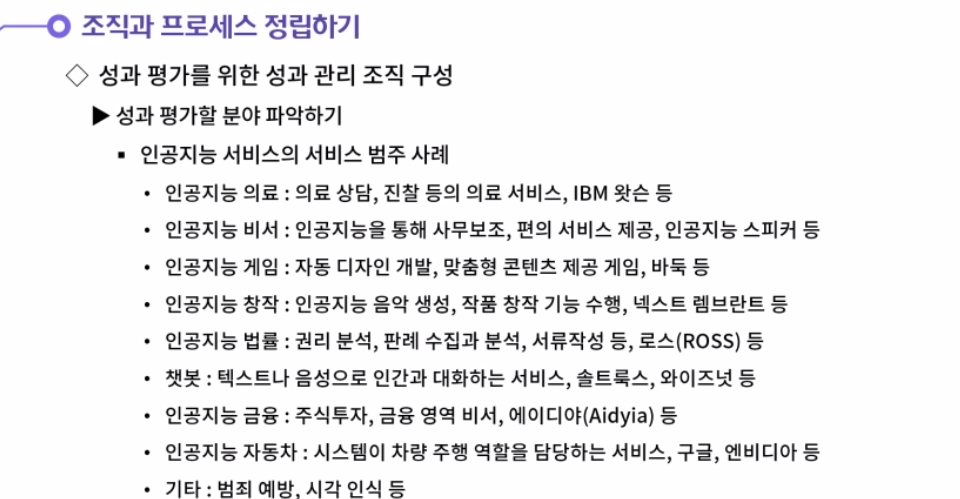 조직과 프로세스 정립하기
◇ 성과 평가를 위한 성과 관리 조직 구성
▶ 성과 평가할 분야 파악하기
▪ 인공지능 서비스의 서비스 범주 사례
• 인공지능 의료 : 의료 상담, 진찰 등의 의료 서비스, IBM 왓슨 등
• 인공지능 비서 : 인공지능을 통해 사무보조, 편의 서비스 제공, 인공지능 스피커 등
• 인공지능 게임 : 자동 디자인 개발, 맞춤형 콘텐츠 제공 게임, 바둑 등
• 인공지능 창작 : 인공지능 음악 생성, 작품 창작 기능 수행, 넥스트 렘브란트 등
• 인공지능 법률 : 권리 분석, 판례 수집과 분석, 서류작성 등, 로스(ROSS) 등
• 챗봇 : 텍스트나 음성으로 인간과 대화하는 서비스, 솔트룩스, 와이즈넛 등
• 인공지능 금융 : 주식투자, 금융 영역 비서, 에이디야(Aidyia) 등
• 인공지능 자동차 : 시스템이 차량 주행 역할을 담당하는 서비스, 구글, 엔비디아 등
• 기타 : 범죄 예방, 시각 인식 등